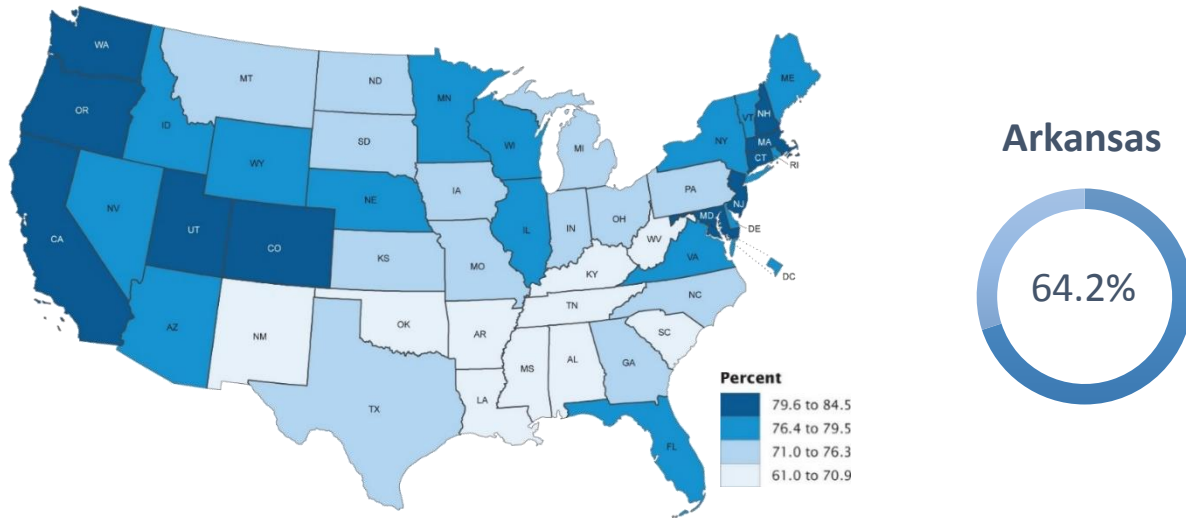 WA
MT
ND
ME
MN
OR
VT
NH
ID
WI
NY
MA
SD
WY
MI
CT
RI
IA
PA
NE
NJ
NV
OH
IL
IN
MD
UT
DE
CO
WV
CA
VA
KS
MO
KY
DC
NC
TN
AZ
OK
NM
AR
SC
MS
AL
GA
LA
TX
FL
Percent
79.6 to 84.5
76.4 to 79.5
71.0 to 76.3
61.0 to 70.9
Arkansas
64.2%